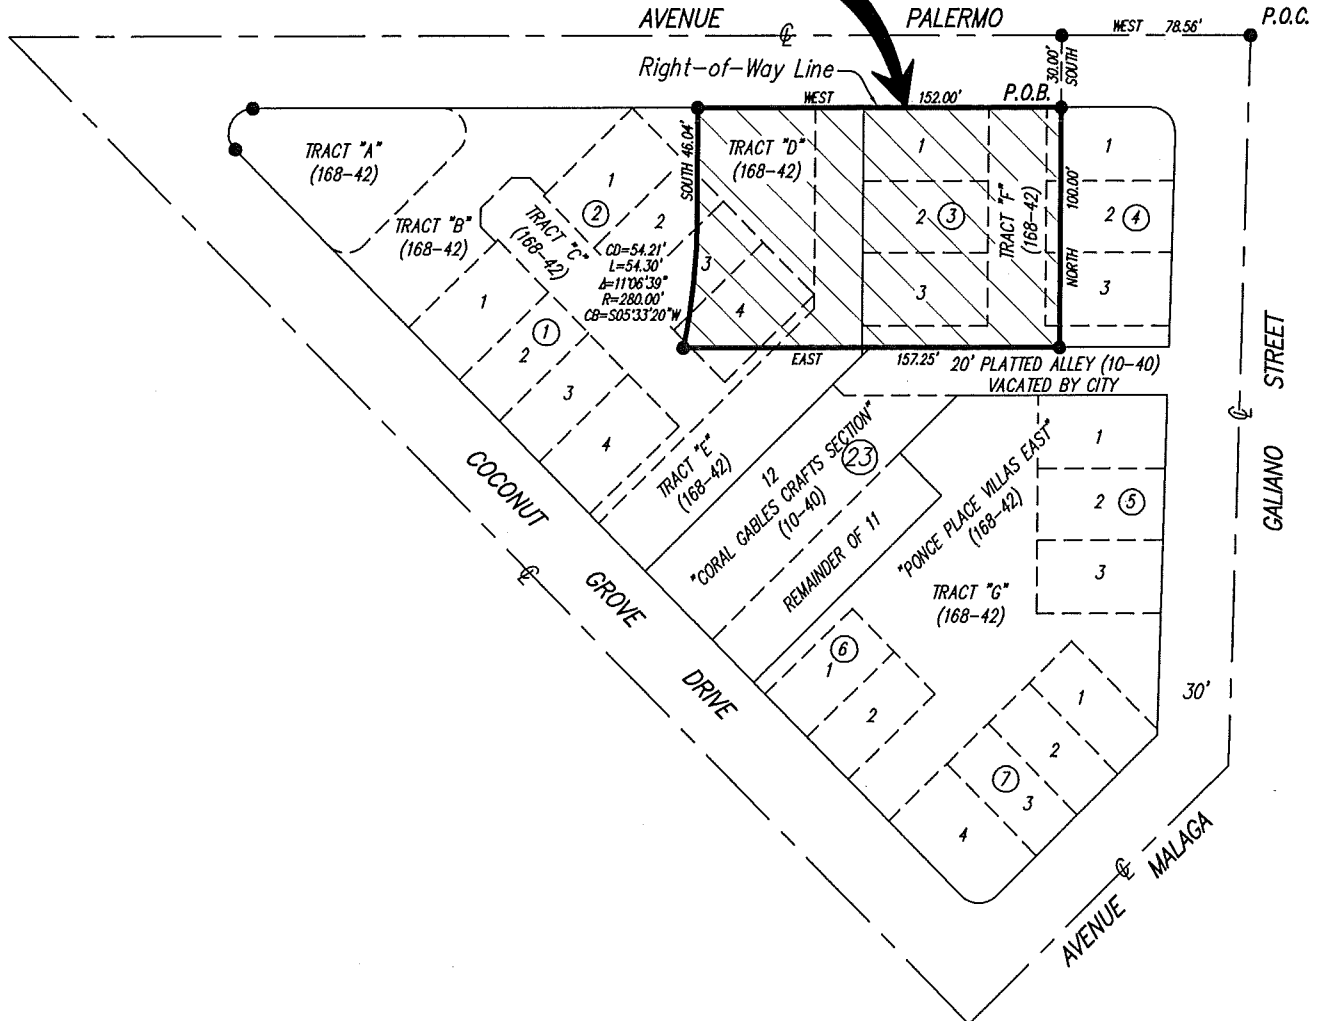 AVENUE PALERMO
P.O.C.
WEST 78.56'
30.00'
SOUTH
Right-of-Way Line
WEST 152.00' P.O.B.
TRACT "A"
(168-42)
TRACT "B"
(168-42)
TRACT "C"
(168-42)
1
2
2
3
4
SOUTH 46.04'
CD=54.21'
L=54.30'
Δ=11°06'39"
R=280.00'
CB=S05°33'20"W
TRACT "D"
(168-42)
1
2 3
3
TRACT "F"
(168-42)
100.00'
NORTH
1
2 4
3
1
1
2
3
4
EAST 157.25'
20' PLATTED ALLEY (10-40)
VACATED BY CITY
TRACT "E"
(168-42)
12
"CORAL GABLES CRAFTS SECTION"
(10-40)
23
REMAINDER OF 11
"PONCE PLACE VILLAS EAST"
(168-42)
TRACT "G"
(168-42)
1
2 5
3
6
1
2
7
1
2
3
4
30'
COCONUT
GROVE
DRIVE
GALIANO STREET
AVENUE MALAGA